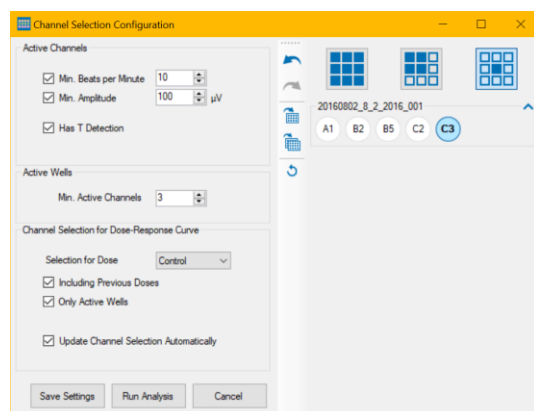 Channel Selection Configuration
Active Channels
Min. Beats per Minute 10
Min. Amplitude 100 µV
Has T Detection
Active Wells
Min. Active Channels 3
Channel Selection for Dose-Response Curve
Selection for Dose Control
Including Previous Doses
Only Active Wells
Update Channel Selection Automatically
Save Settings Run Analysis Cancel
20160802_8_2_2016_001
A1 B2 B5 C2 C3